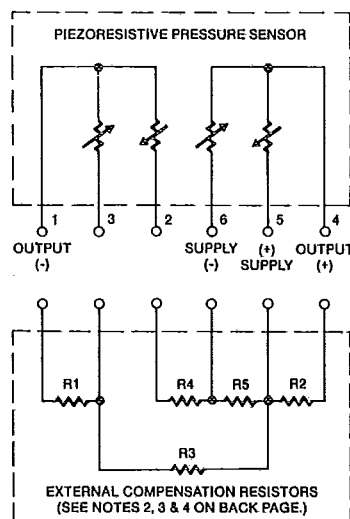 PIEZORESISTIVE PRESSURE SENSOR
1 3 2 6 5 4
OUTPUT (-) SUPPLY (-) (+) SUPPLY OUTPUT (+)
R1 R4 R5 R2
R3
EXTERNAL COMPENSATION RESISTORS
(SEE NOTES 2, 3 & 4 ON BACK PAGE.)